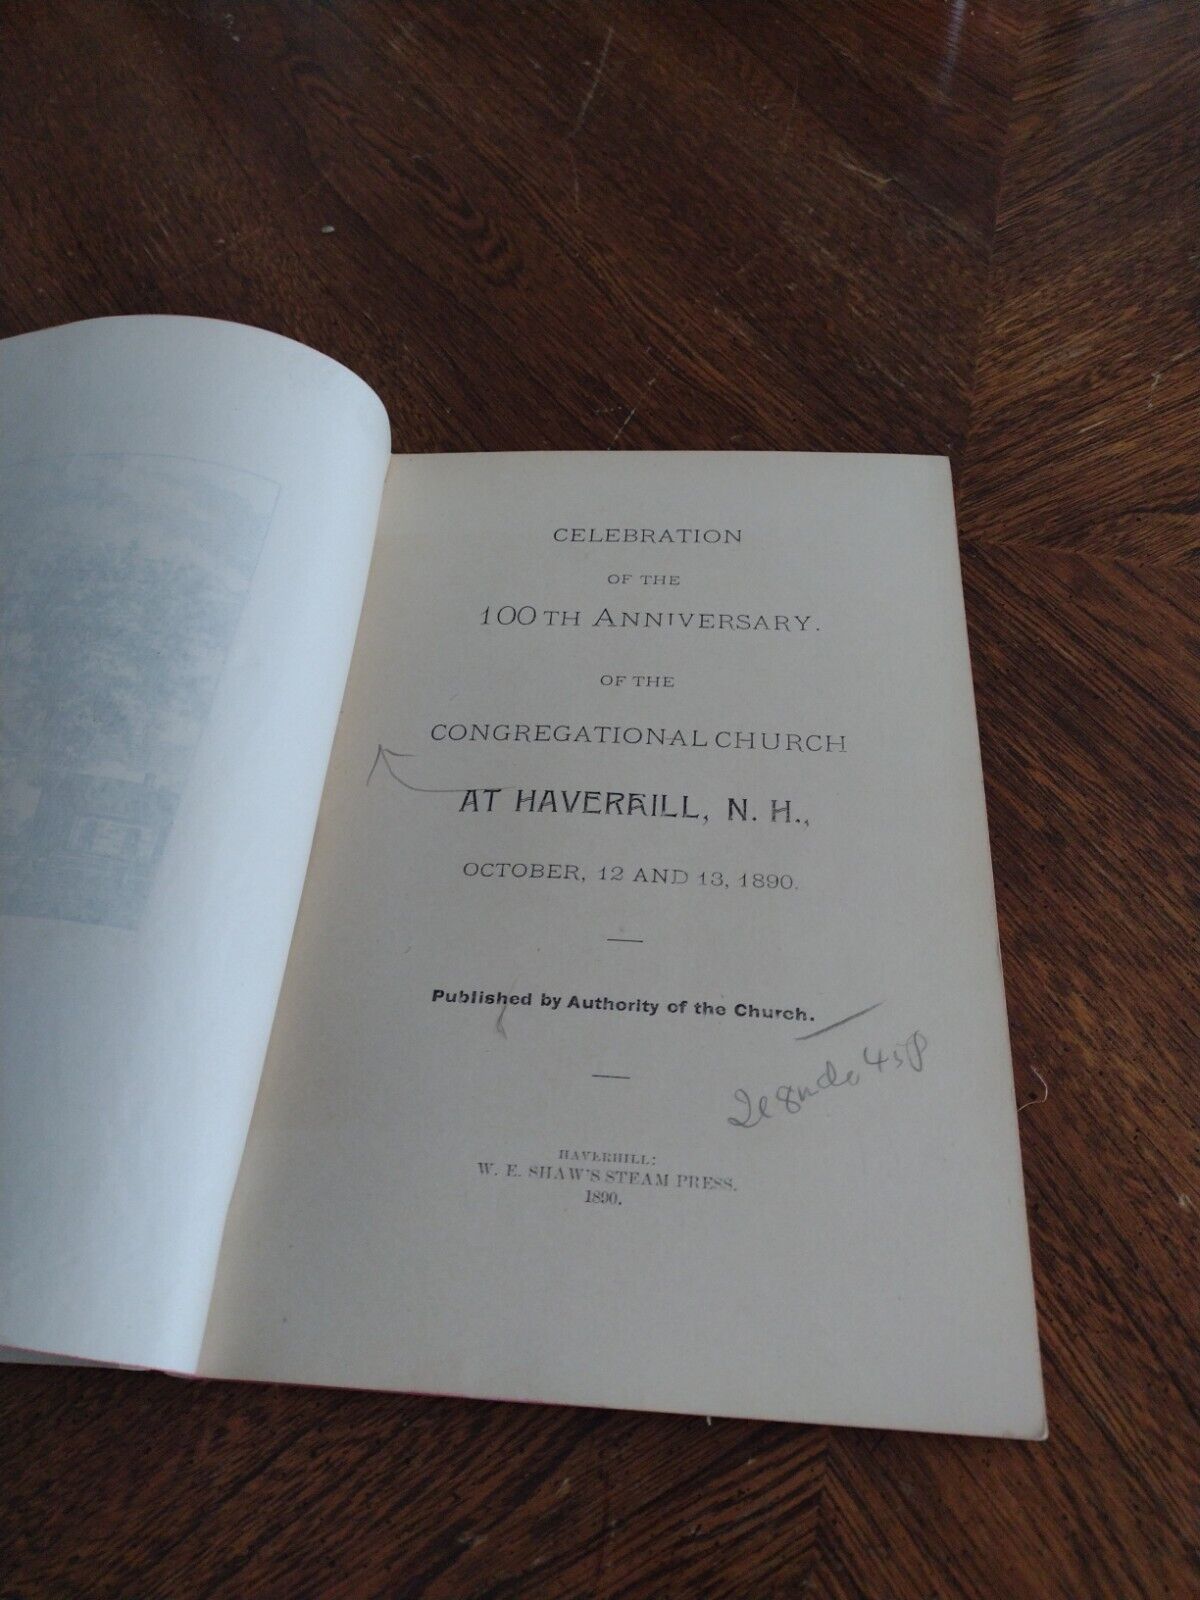 CELEBRATION
OF THE
100TH ANNIVERSARY.
OF THE
CONGREGATIONAL CHURCH
AT HAVERHILL, N. H.,
OCTOBER, 12 AND 13, 1890.
Published by Authority of the Church.
45P
HAVERHILL:
W. E. SHAW'S STEAM PRESS.
1890.